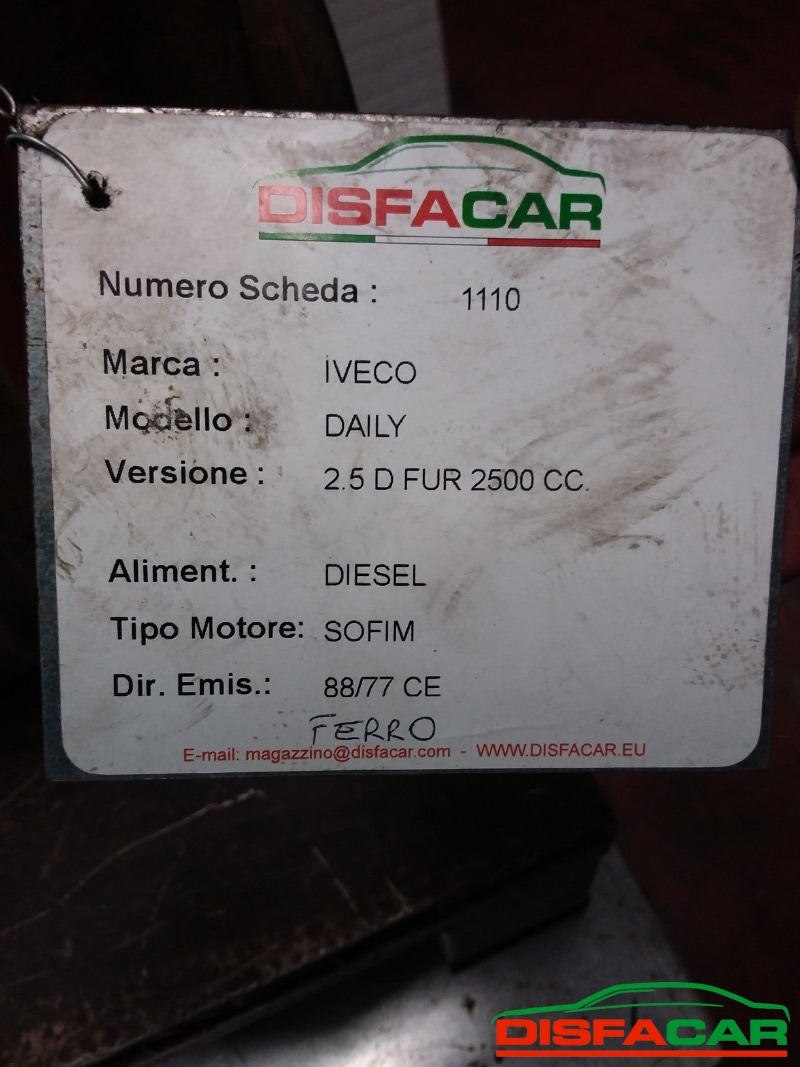 DISFACAR
Numero Scheda : 1110
Marca : IVECO
Modello : DAILY
Versione : 2.5 D FUR 2500 CC.
Aliment. : DIESEL
Tipo Motore: SOFIM
Dir. Emis.: 88/77 CE
FERRO
E-mail: magazzino@disfacar.com - WWW.DISFACAR.EU
DISFACAR